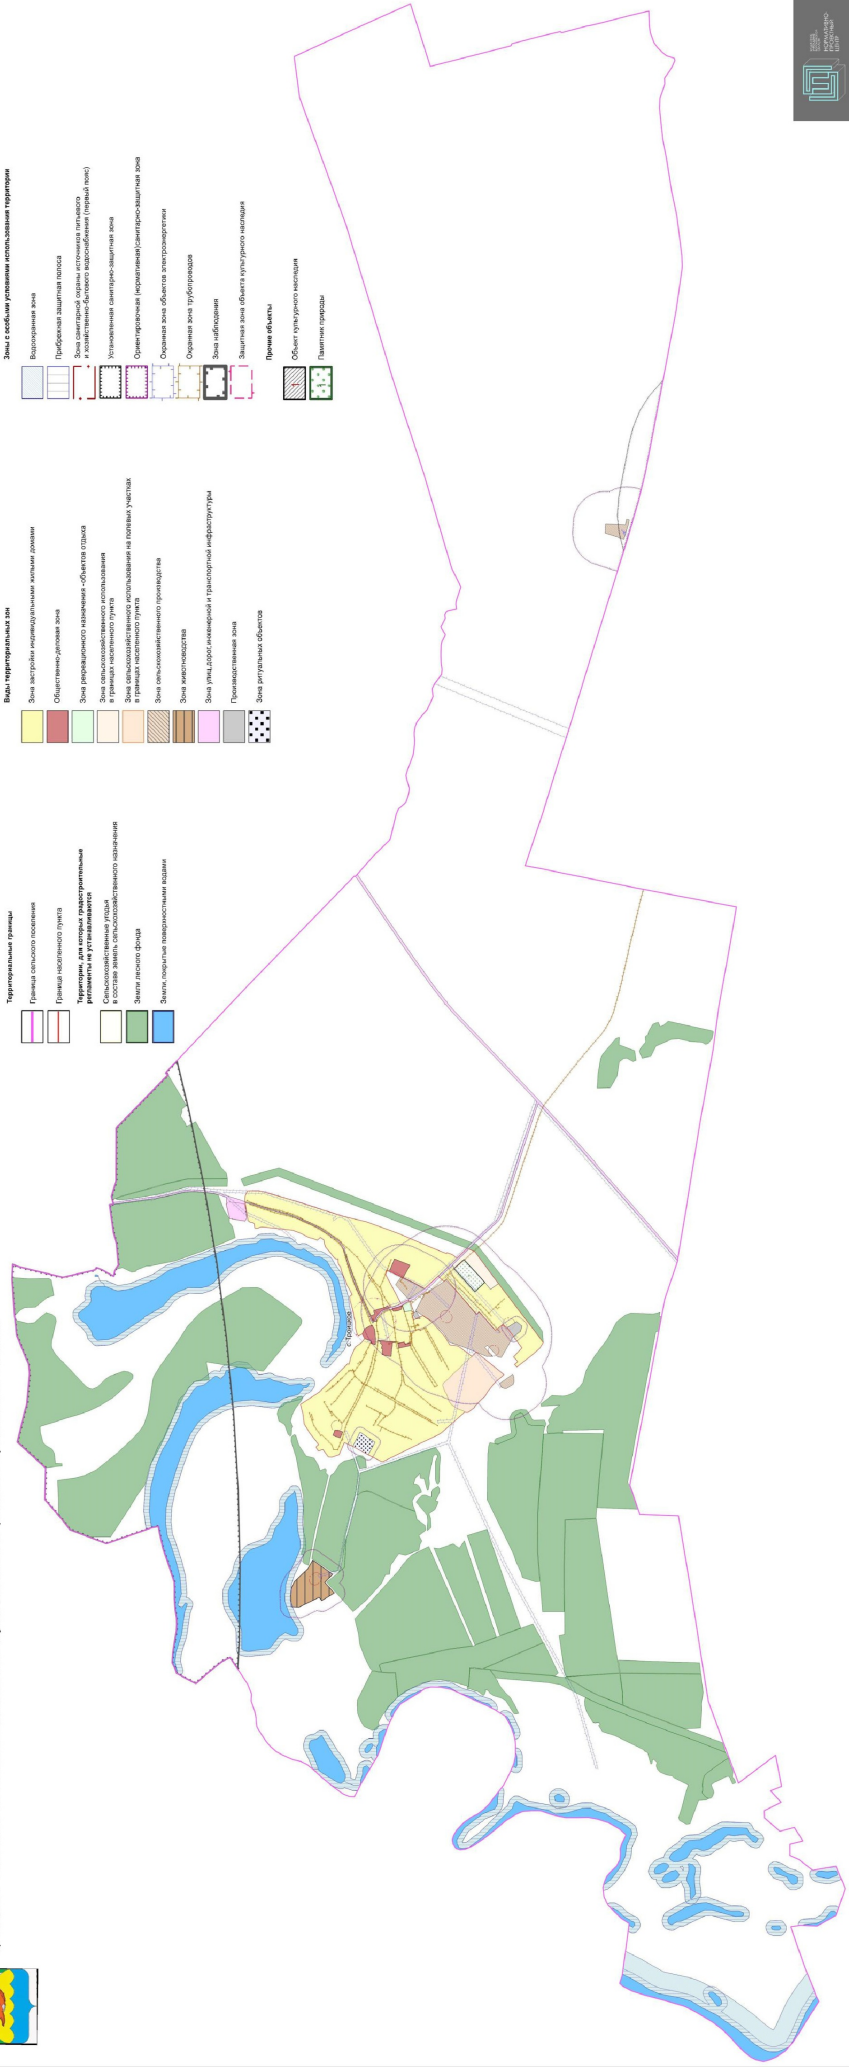 Территориальные границы
Граница сельского поселения
Граница населенного пункта
Территории, для которых градостроительные
регламенты не устанавливаются
Сельскохозяйственные угодья
в составе земель сельскохозяйственного назначения
Земли лесного фонда
Земли, покрытые поверхностными водами
Виды территориальных зон
Зона застройки индивидуальными жилыми домами
Общественно-деловая зона
Зона рекреационного назначения - объектов отдыха
Зона сельскохозяйственного использования
в границах населенного пункта
Зона сельскохозяйственного использования на полевых участках
в границах населенного пункта
Зона сельскохозяйственного производства
Зона животноводства
Зона улиц, дорог, инженерной и транспортной инфраструктуры
Производственная зона
Зона ритуальных объектов
Зоны с особыми условиями использования территории
Водоохранная зона
Прибрежная защитная полоса
Зона санитарной охраны источников питьевого
и хозяйственно-бытового водоснабжения (первый пояс)
Установленная санитарно-защитная зона
Ориентировочная (нормативная) санитарно-защитная зона
Охранная зона объектов электроэнергетики
Охранная зона трубопроводов
Зона наблюдения
Защитная зона объекта культурного наследия
Прочие объекты
Объект культурного наследия
Памятник природы
с. Троицкое
НОРМАТИВНО
ПРОЕКТНЫЙ
ЦЕНТР